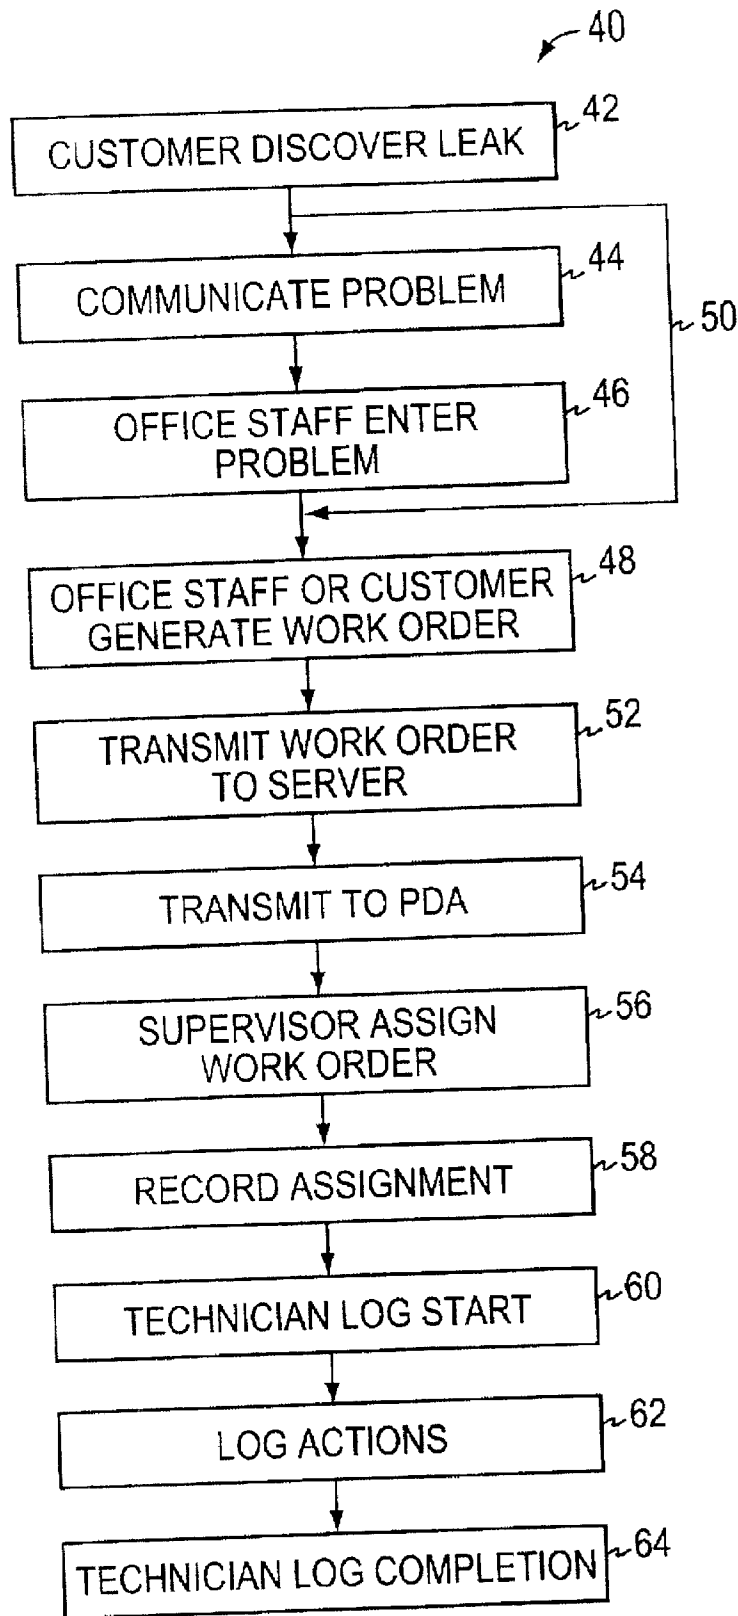 40
CUSTOMER DISCOVER LEAK
42
COMMUNICATE PROBLEM
44
50
OFFICE STAFF ENTER
PROBLEM
46
OFFICE STAFF OR CUSTOMER
GENERATE WORK ORDER
48
TRANSMIT WORK ORDER
TO SERVER
52
TRANSMIT TO PDA
54
SUPERVISOR ASSIGN
WORK ORDER
56
RECORD ASSIGNMENT
58
TECHNICIAN LOG START
60
LOG ACTIONS
62
TECHNICIAN LOG COMPLETION
64